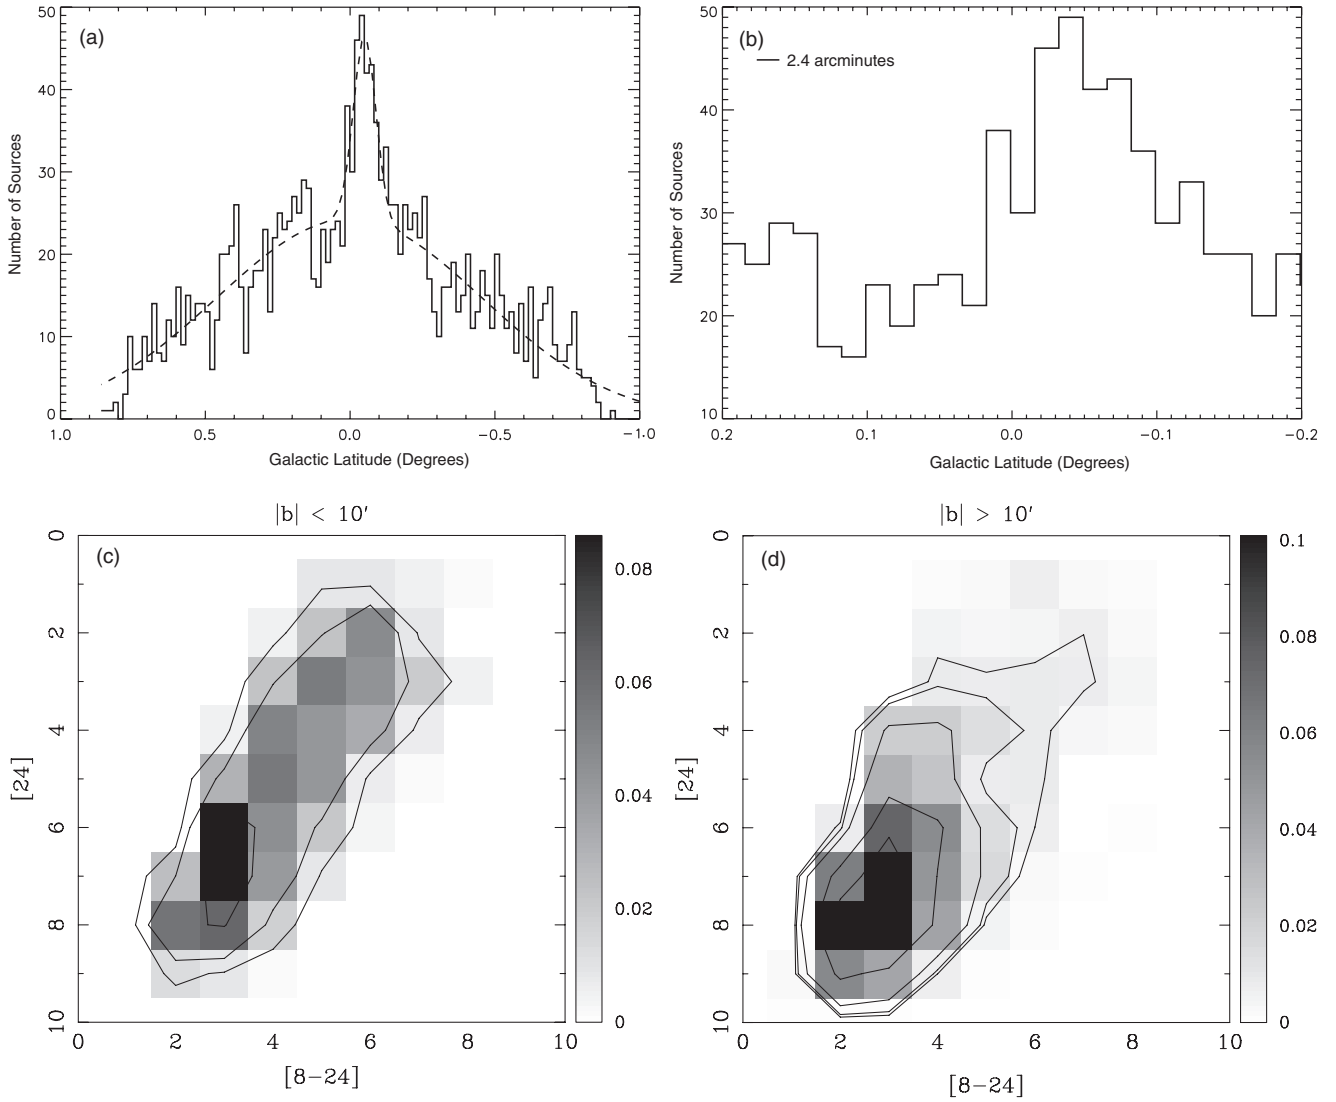 (a)
50
40
30
20
10
0
Number of Sources
1.0 0.5 0.0 −0.5 −1.0
Galactic Latitude (Degrees)
(b)
2.4 arcminutes
50
40
30
20
10
Number of Sources
0.2 0.1 0.0 −0.1 −0.2
Galactic Latitude (Degrees)
|b| < 10′
(c)
0
2
4
6
8
10
[24]
0 2 4 6 8 10
[8−24]
0.08
0.06
0.04
0.02
0
|b| > 10′
(d)
0
2
4
6
8
10
[24]
0 2 4 6 8 10
[8−24]
0.1
0.08
0.06
0.04
0.02
0